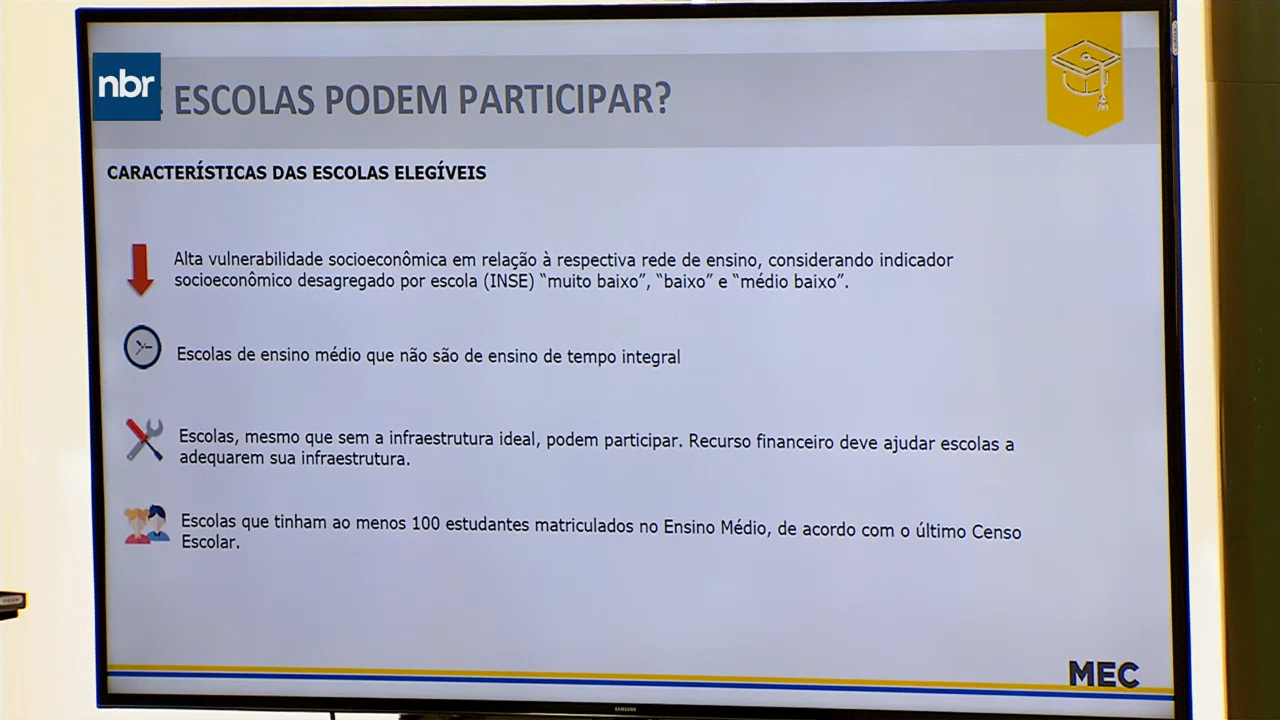 nbr
ESCOLAS PODEM PARTICIPAR?
CARACTERÍSTICAS DAS ESCOLAS ELEGÍVEIS
Alta vulnerabilidade socioeconômica em relação à respectiva rede de ensino, considerando indicador
socioeconômico desagregado por escola (INSE) “muito baixo”, “baixo” e “médio baixo”.
Escolas de ensino médio que não são de ensino de tempo integral
Escolas, mesmo que sem a infraestrutura ideal, podem participar. Recurso financeiro deve ajudar escolas a
adequarem sua infraestrutura.
Escolas que tinham ao menos 100 estudantes matriculados no Ensino Médio, de acordo com o último Censo
Escolar.
MEC
SAMSUNG